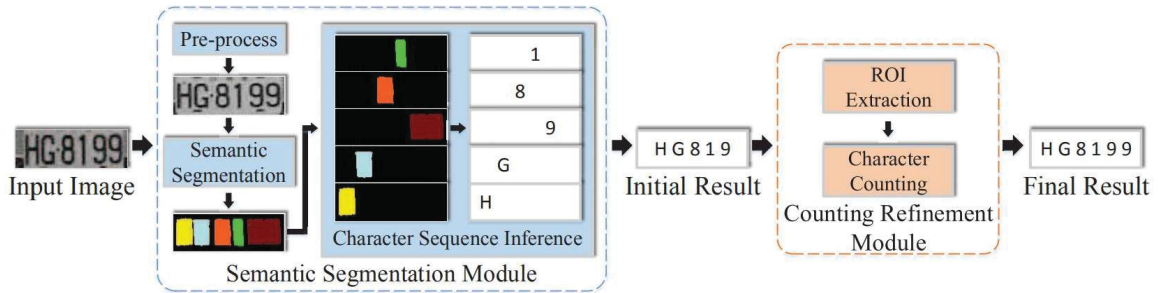 Pre-process
HG·8199
Semantic
Segmentation
1
8
9
G
H
Character Sequence Inference
Semantic Segmentation Module
HG·8199
Input Image
H G 8 1 9
Initial Result
ROI
Extraction
Character
Counting
Counting Refinement
Module
H G 8 1 9 9
Final Result